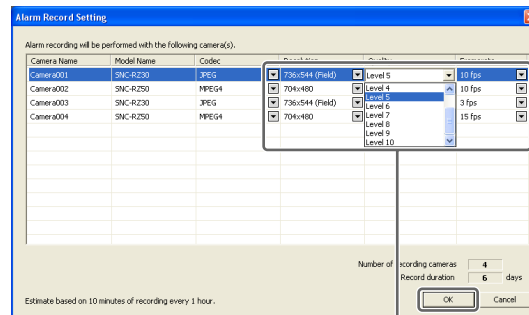 Alarm Record Setting
Alarm recording will be performed with the following camera(s).
Camera Name Model Name Codec Resolution Quality Framerate
Camera001 SNC-RZ30 JPEG 736x544 (Field) Level 5 10 fps
Camera002 SNC-RZ50 MPEG4 704x480 Level 4 10 fps
Level 5
Camera003 SNC-RZ30 JPEG 736x544 (Field) Level 6 3 fps
Level 7
Camera004 SNC-RZ50 MPEG4 704x480 Level 8 15 fps
Level 9
Level 10
Number of recording cameras 4
Record duration 6 days
Estimate based on 10 minutes of recording every 1 hour.
OK Cancel